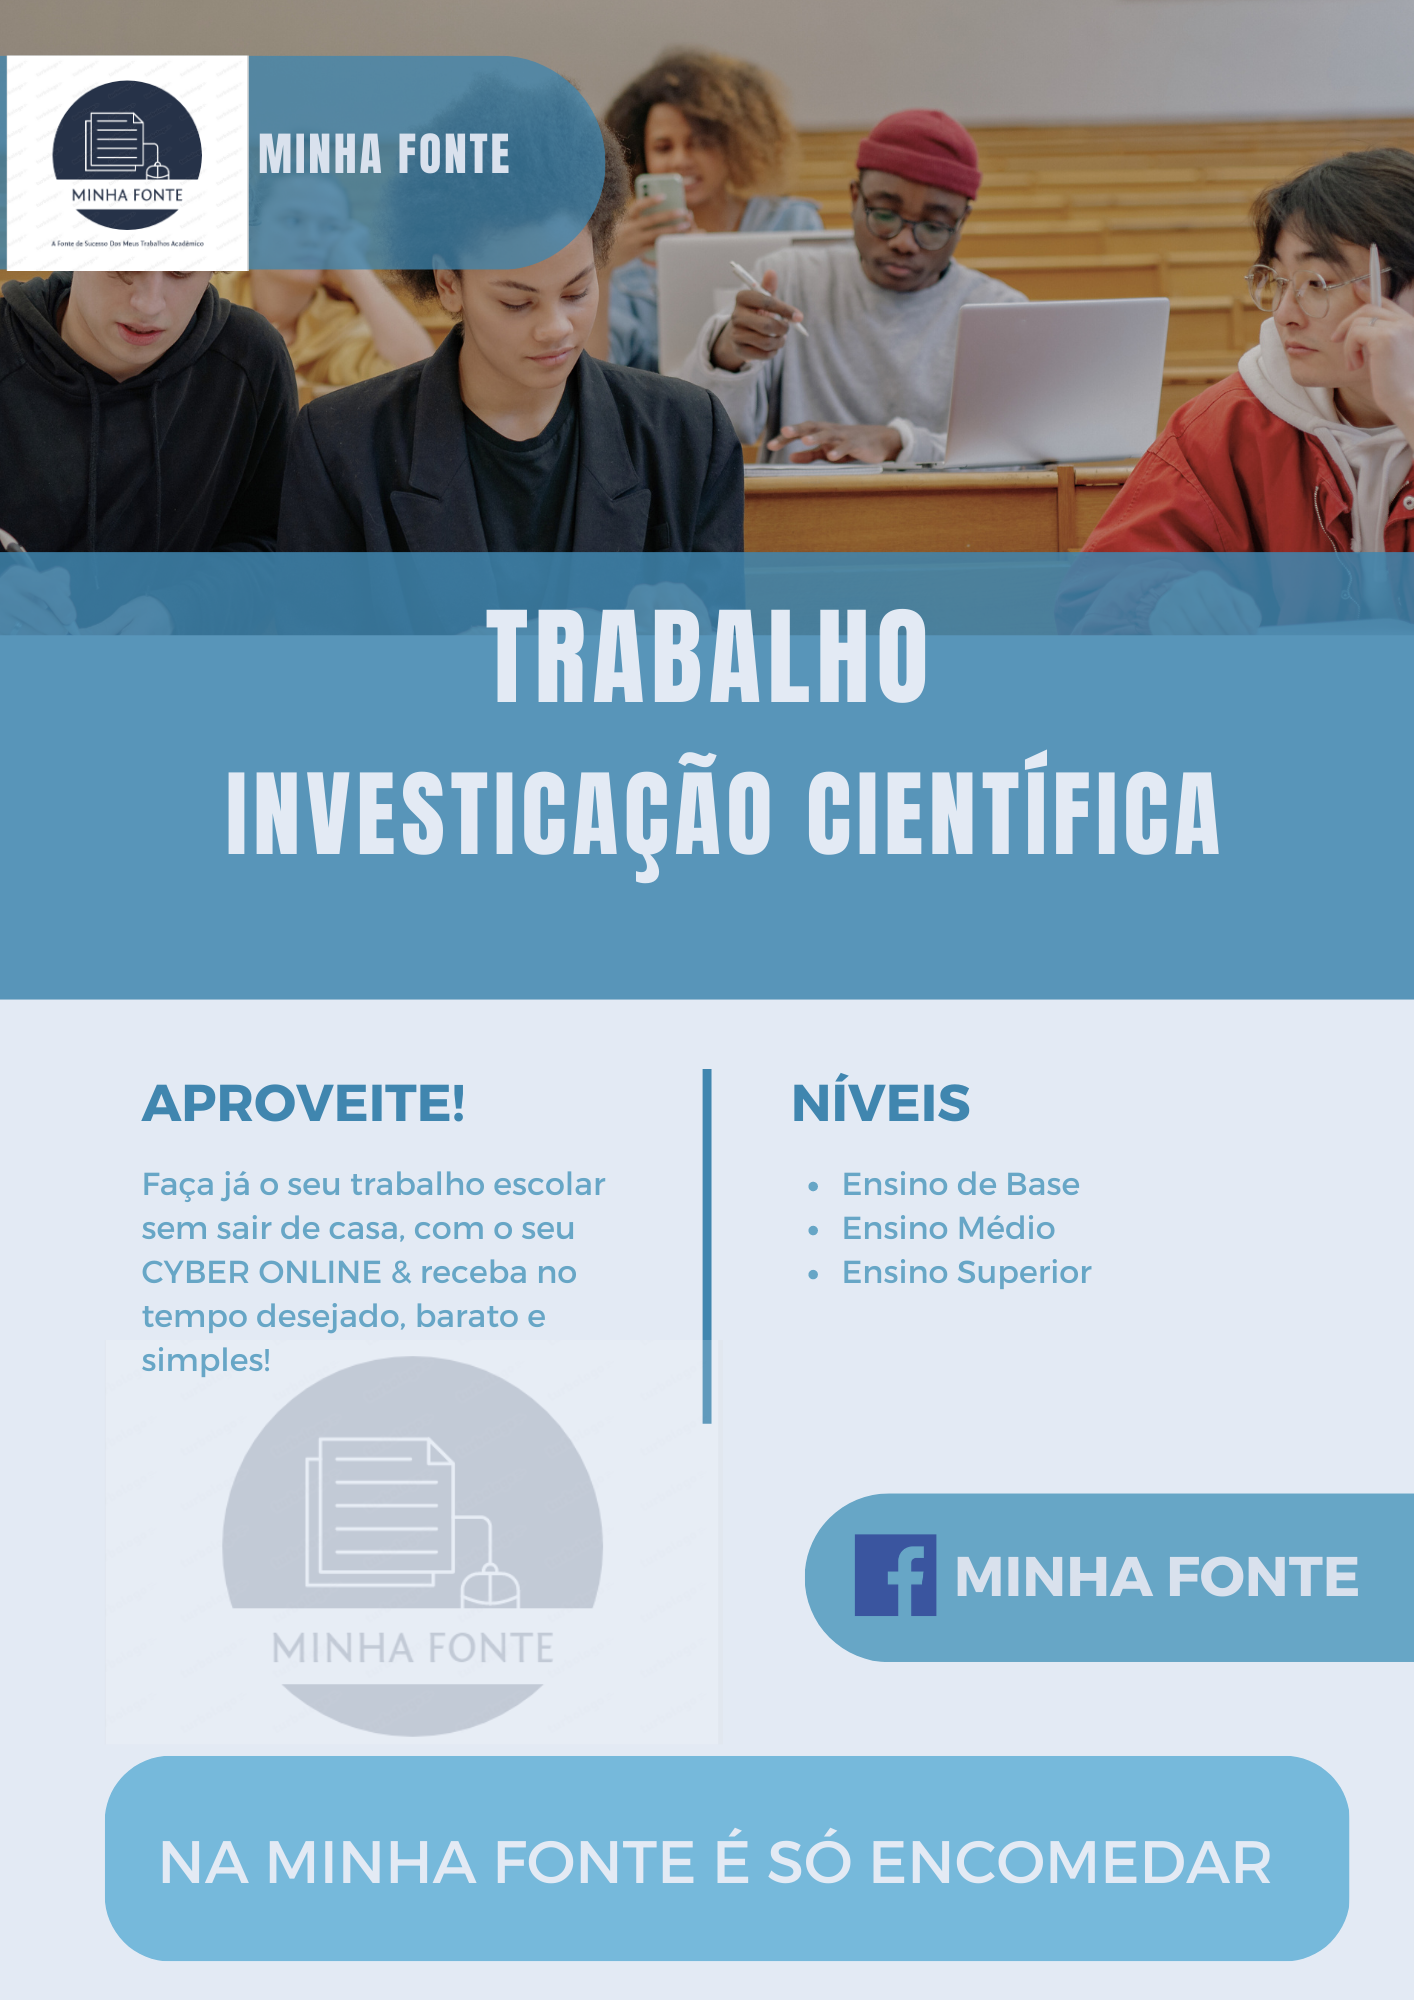 MINHA FONTE
A Fonte de Sucesso Dos Meus Trabalhos Acadêmico
MINHA FONTE
TRABALHO
INVESTICAÇÃO CIENTÍFICA
APROVEITE!
Faça já o seu trabalho escolar
sem sair de casa, com o seu
CYBER ONLINE & receba no
tempo desejado, barato e
simples!
NÍVEIS
• Ensino de Base
• Ensino Médio
• Ensino Superior
MINHA FONTE
f MINHA FONTE
NA MINHA FONTE É SÓ ENCOMEDAR